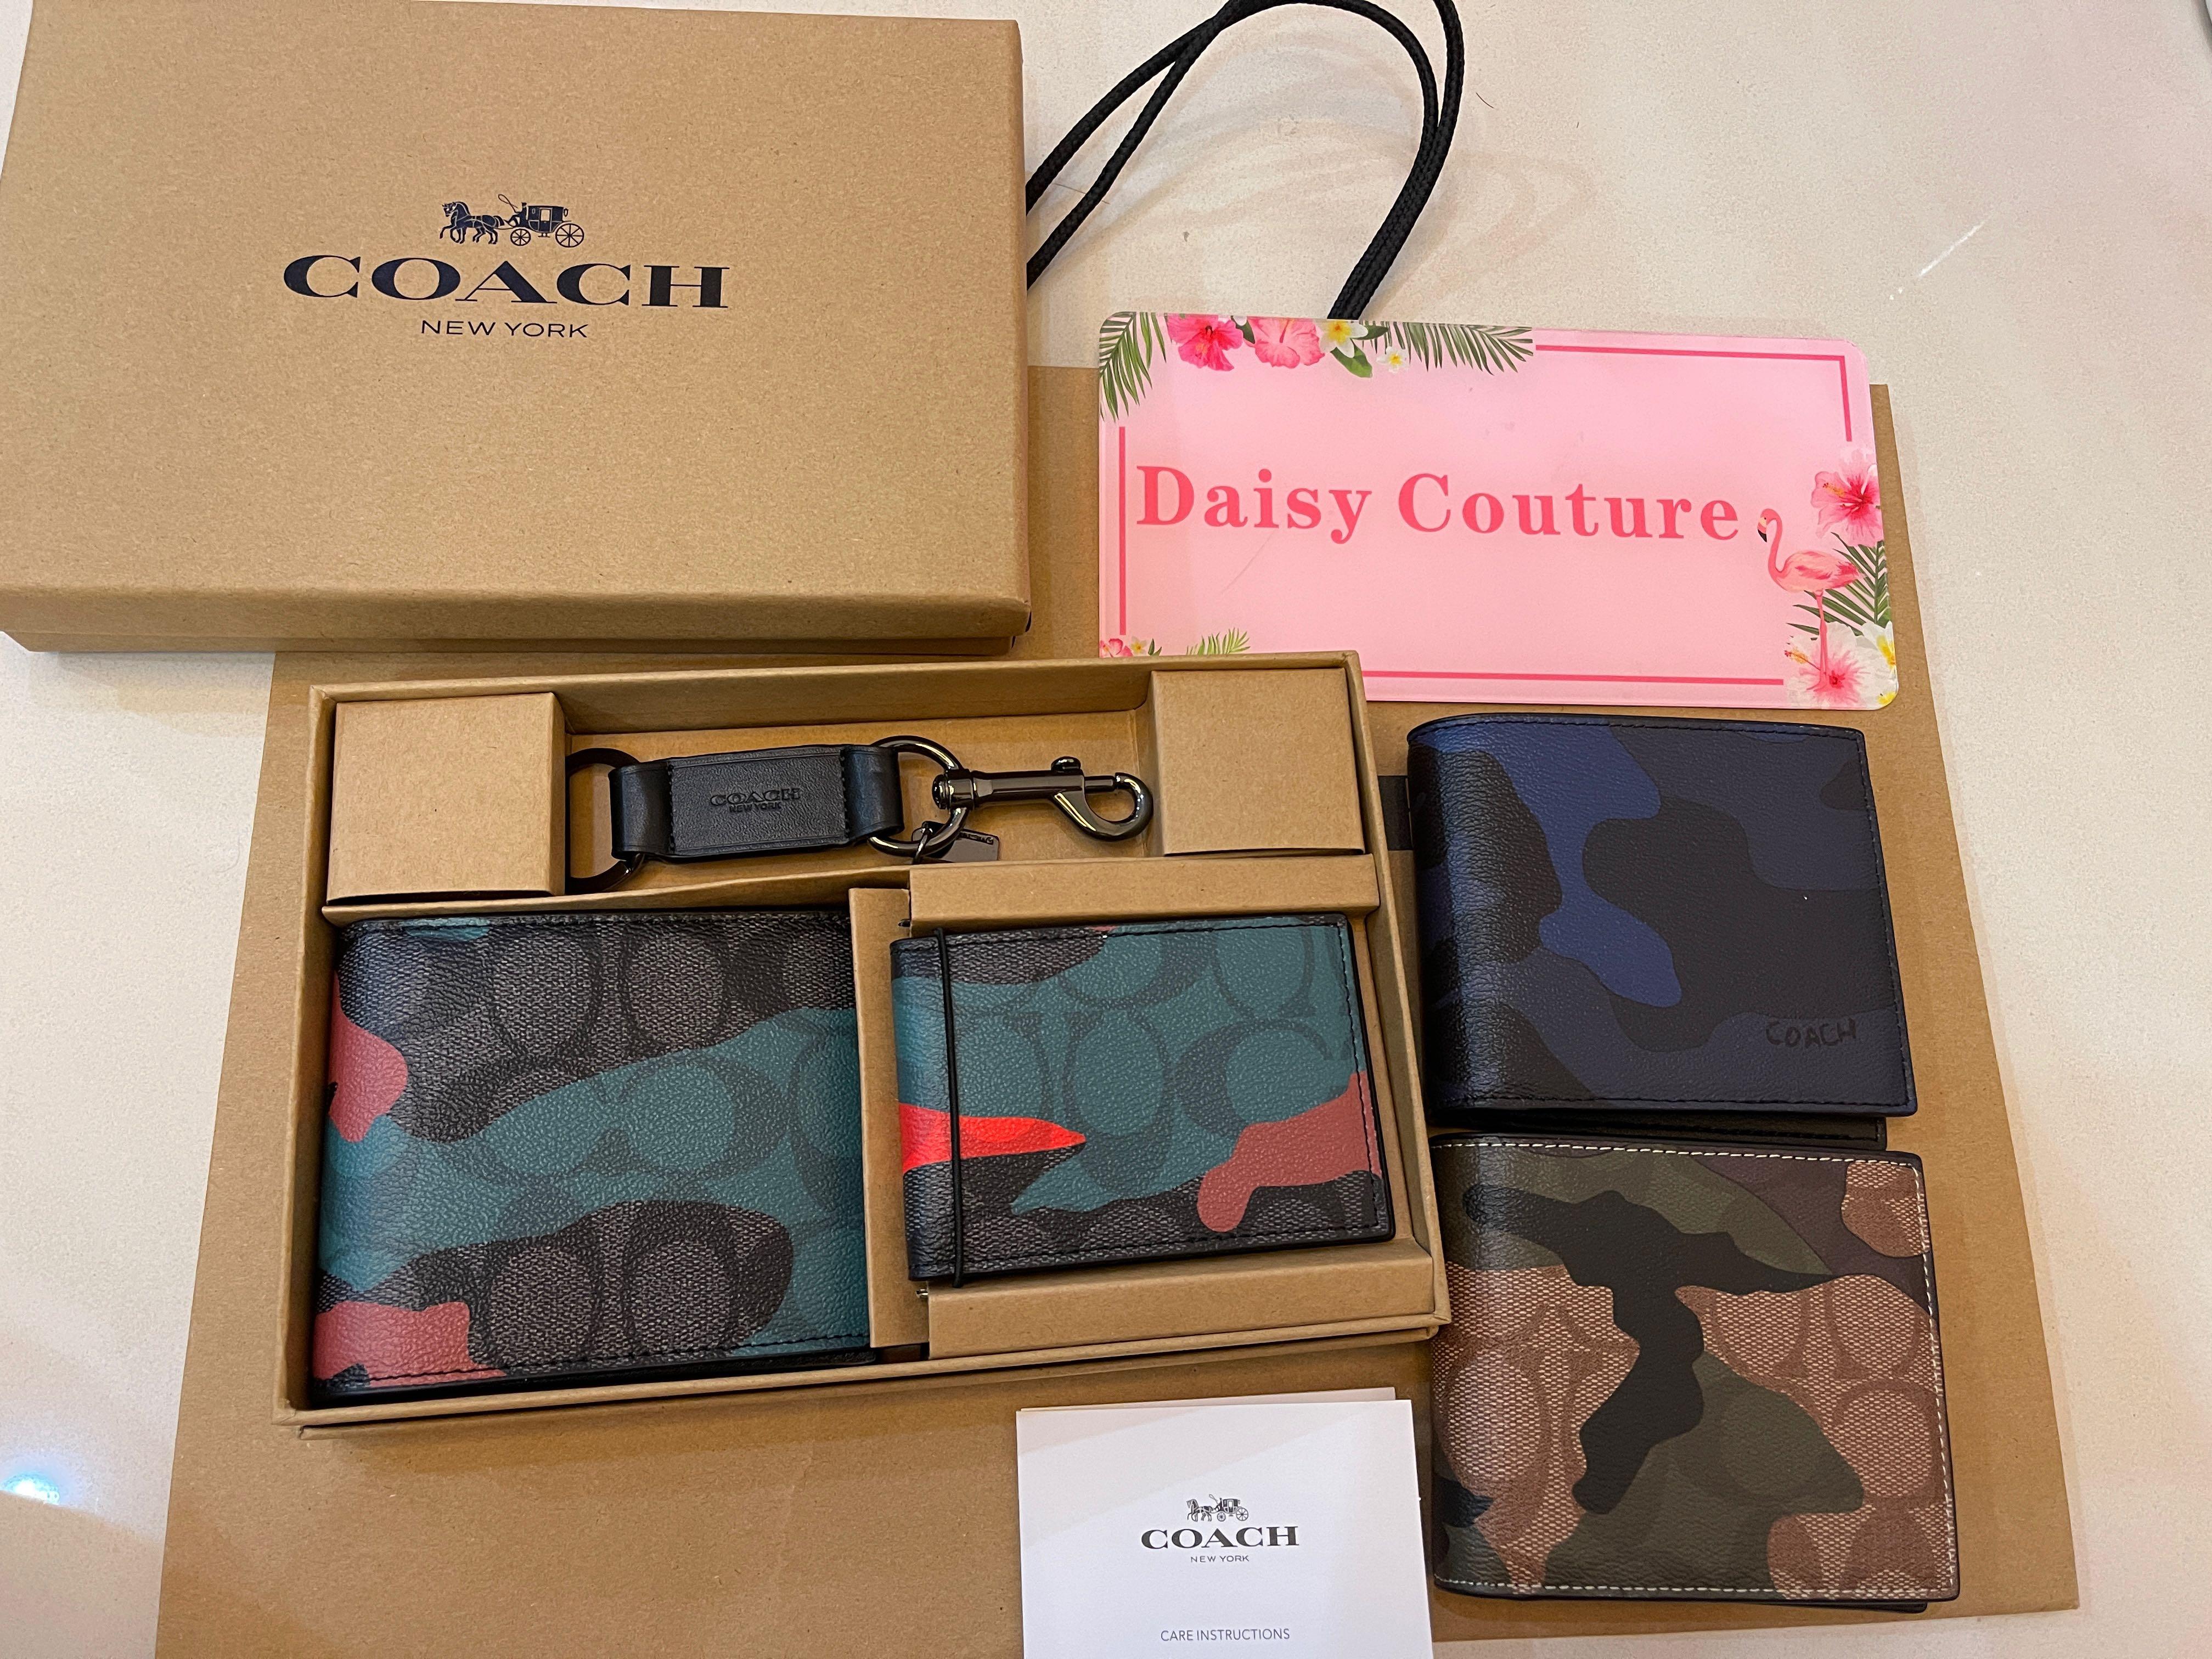 COACH
NEW YORK
Daisy Couture
COACH
NEW YORK
COACH
COACH
NEW YORK
CARE INSTRUCTIONS